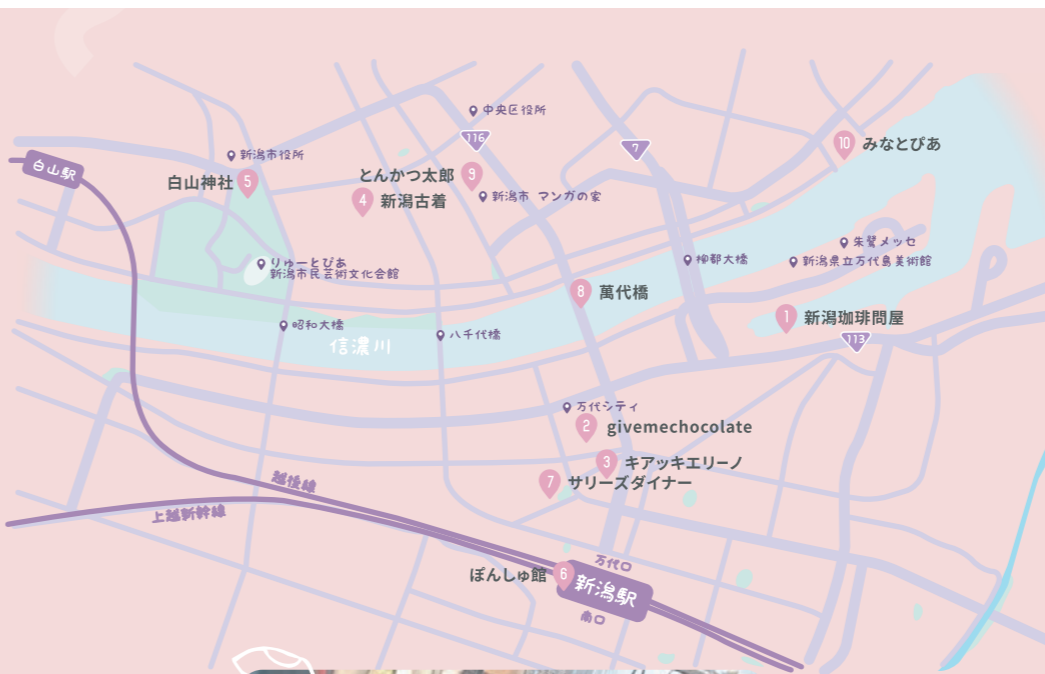 中央区役所
116
7
10 みなとぴあ
新潟市役所
白山駅
白山神社 5
とんかつ太郎 9
4 新潟古着
新潟市 マンガの家
朱鷺メッセ
柳都大橋
新潟県立万代島美術館
りゅーとぴあ
新潟市民芸術文化会館
8 萬代橋
1 新潟珈琲問屋
昭和大橋
八千代橋
信濃川
113
万代シティ
2 givemechocolate
3 キアッキエリーノ
7 サリーズダイナー
越後線
上越新幹線
万代口
ぽんしゅ館 6
新潟駅
南口